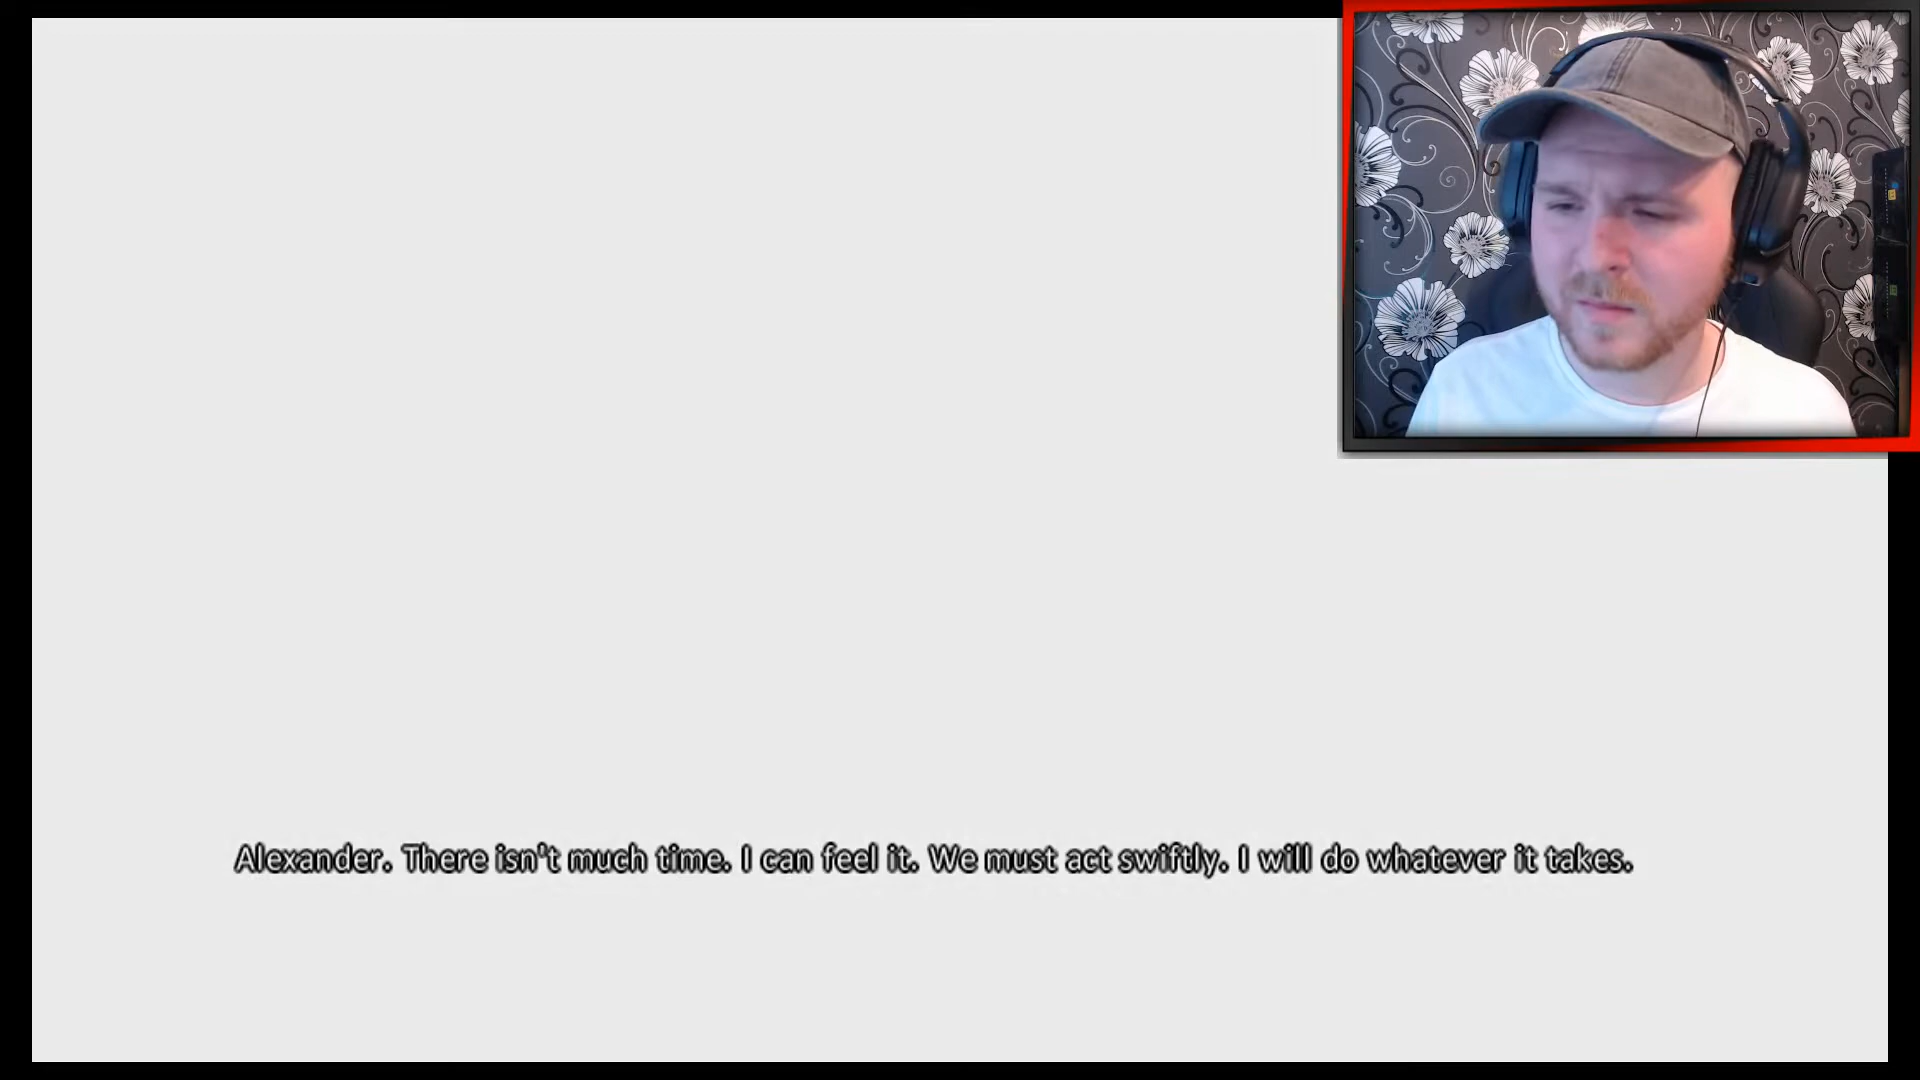 Alexander. There isn't much time. I can feel it. We must act swiftly. I will do whatever it takes.